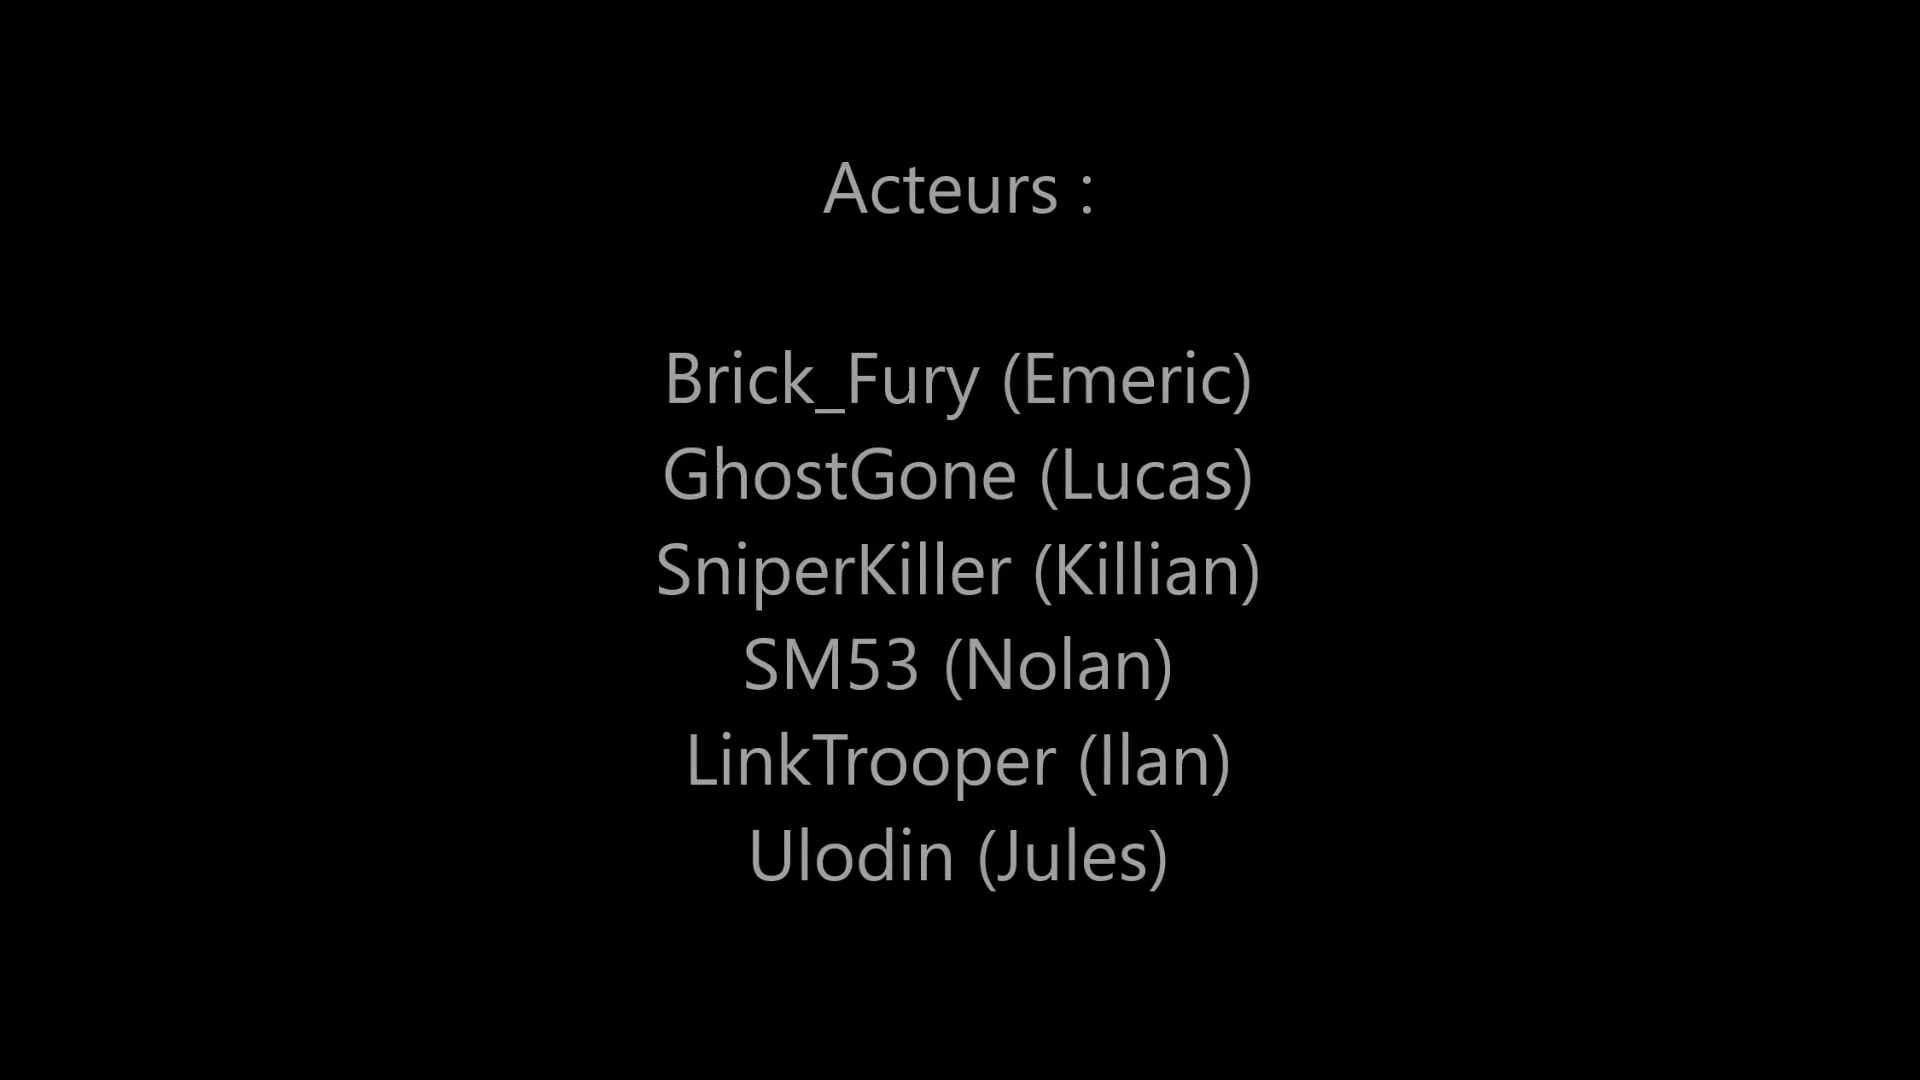 Acteurs :
Brick_Fury (Emeric)
GhostGone (Lucas)
SniperKiller (Killian)
SM53 (Nolan)
LinkTrooper (Ilan)
Ulodin (Jules)